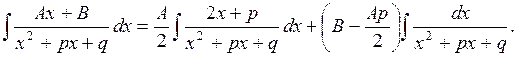 ∫ (Ax + B)/(x² + px + q) dx = A/2 ∫ (2x + p)/(x² + px + q) dx + (B − Ap/2) ∫ dx/(x² + px + q).